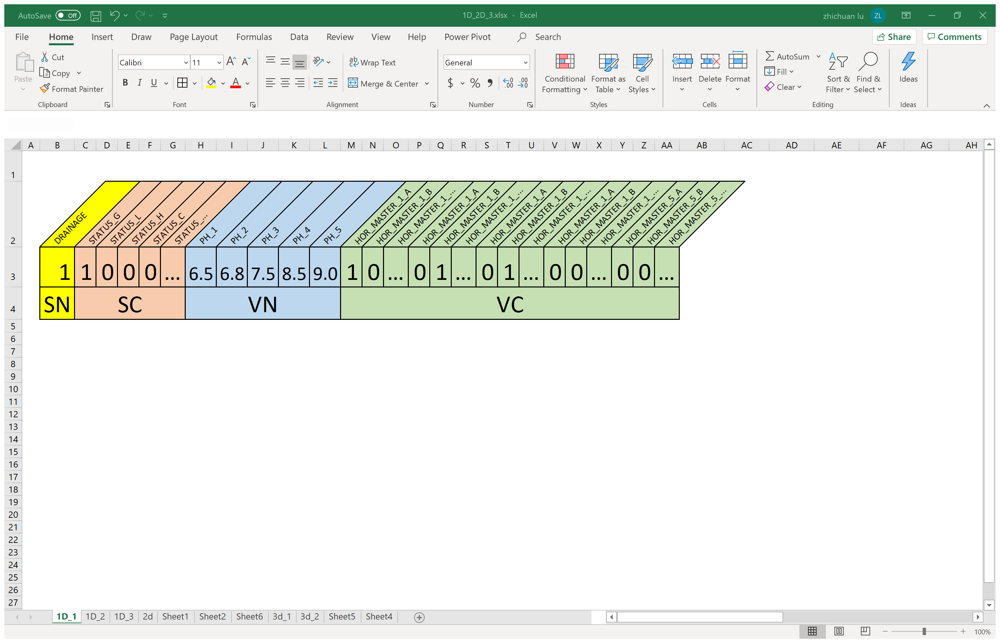 AutoSave Off 1D_2D_3.xlsx - Excel zhichuan lu ZL
File Home Insert Draw Page Layout Formulas Data Review View Help Power Pivot Search Share Comments
Cut
Copy
Format Painter
Paste
Clipboard
Calibri 11
A A
B I U A
Font
ab
ab
c Wrap Text
Merge & Center
Alignment
General
$ % , .0 .00 .00 .0
Number
Conditional Formatting
Format as Table
Cell Styles
Styles
Insert Delete Format
Cells
AutoSum
Fill
Clear
A
Z
Sort & Filter
Find & Select
Editing
Ideas
Ideas
A B C D E F G H I J K L M N O P Q R S T U V W X Y Z AA AB AC AD AE AF AG AH
1
2 DRAINAGE STATUS_G STATUS_L STATUS_H STATUS_C STATUS_... PH_1 PH_2 PH_3 PH_4 PH_5 HOR_MASTER_1_A HOR_MASTER_1_B HOR_MASTER_1_... HOR_MASTER_1_A HOR_MASTER_1_B HOR_MASTER_1_... HOR_MASTER_1_A HOR_MASTER_1_B HOR_MASTER_1_... HOR_MASTER_1_A HOR_MASTER_1_B HOR_MASTER_1_... HOR_MASTER_5_A HOR_MASTER_5_B HOR_MASTER_5_...
3 1 1 0 0 0 ... 6.5 6.8 7.5 8.5 9.0 1 0 ... 0 1 ... 0 1 ... 0 0 ... 0 0 ...
4 SN SC VN VC
5
6
7
8
9
10
11
12
13
14
15
16
17
18
19
20
21
22
23
24
25
26
27
1D_1 1D_2 1D_3 2d Sheet1 Sheet2 Sheet6 3d_1 3d_2 Sheet5 Sheet4
100%